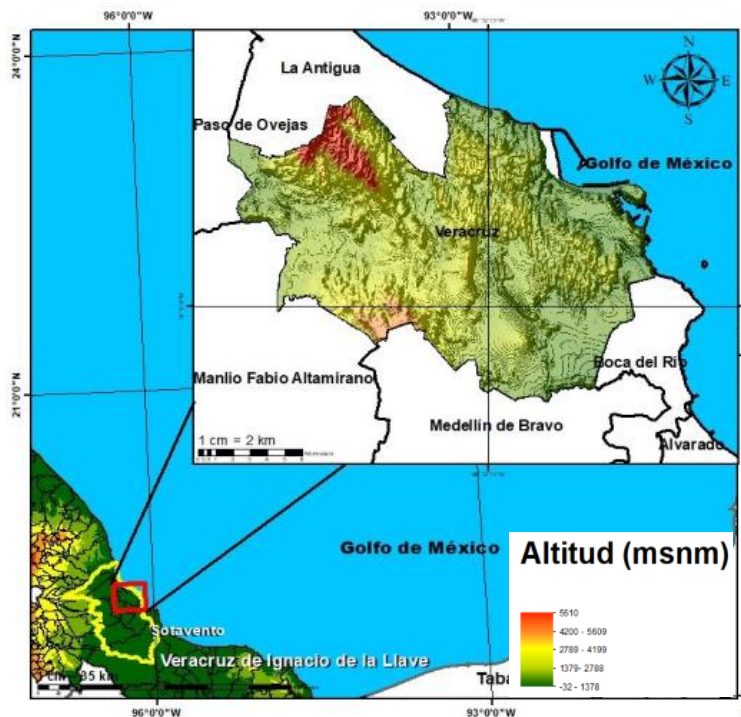 96°0'0"W
93°0'0"W
24°0'0"N
La Antigua
N
W
E
S
Paso de Ovejas
Golfo de México
Veracruz
21°0'0"N
Boca del Río
Manlio Fabio Altamirano
Medellín de Bravo
Alvarado
1 cm = 2 km
Golfo de México
Altitud (msnm)
5610
4200 - 5609
2789 - 4199
1379- 2788
-32 - 1378
Sotavento
Veracruz de Ignacio de la Llave
35 km
Taba
96°0'0"W
93°0'0"W